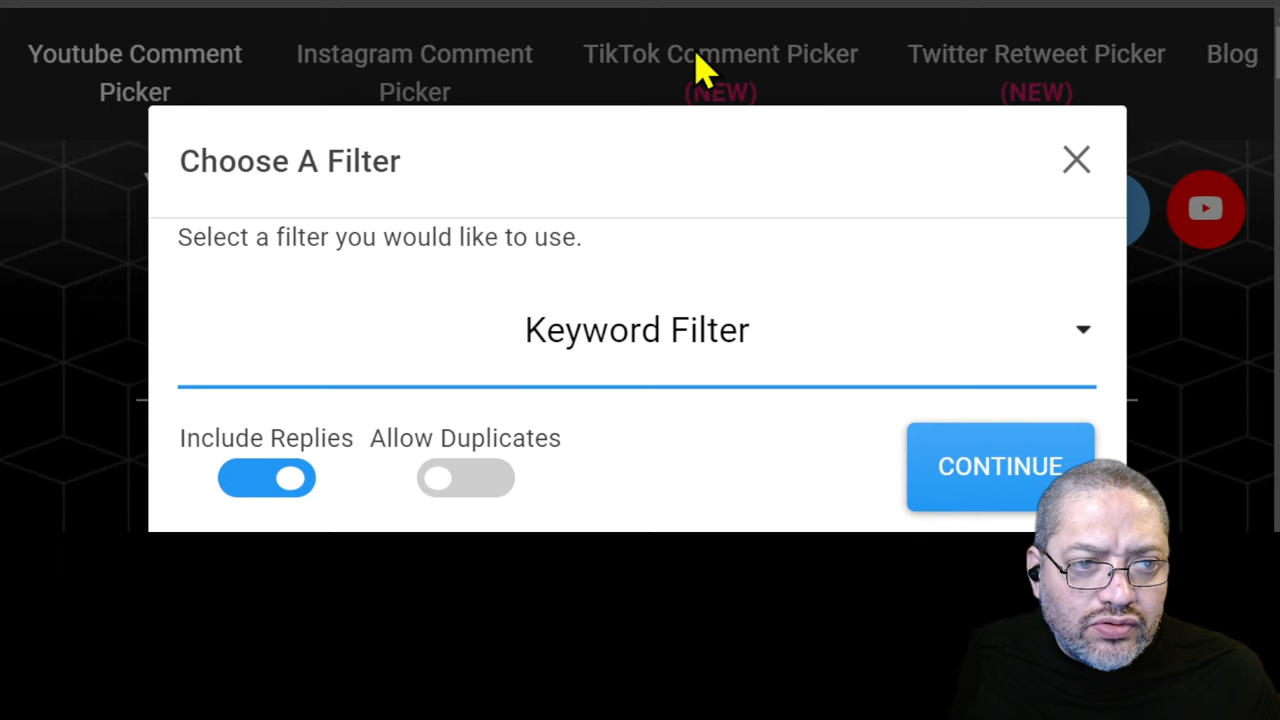 Youtube Comment Picker
Instagram Comment Picker
TikTok Comment Picker (NEW)
Twitter Retweet Picker (NEW)
Blog
Choose A Filter
Select a filter you would like to use.
Keyword Filter
Include Replies
Allow Duplicates
CONTINUE